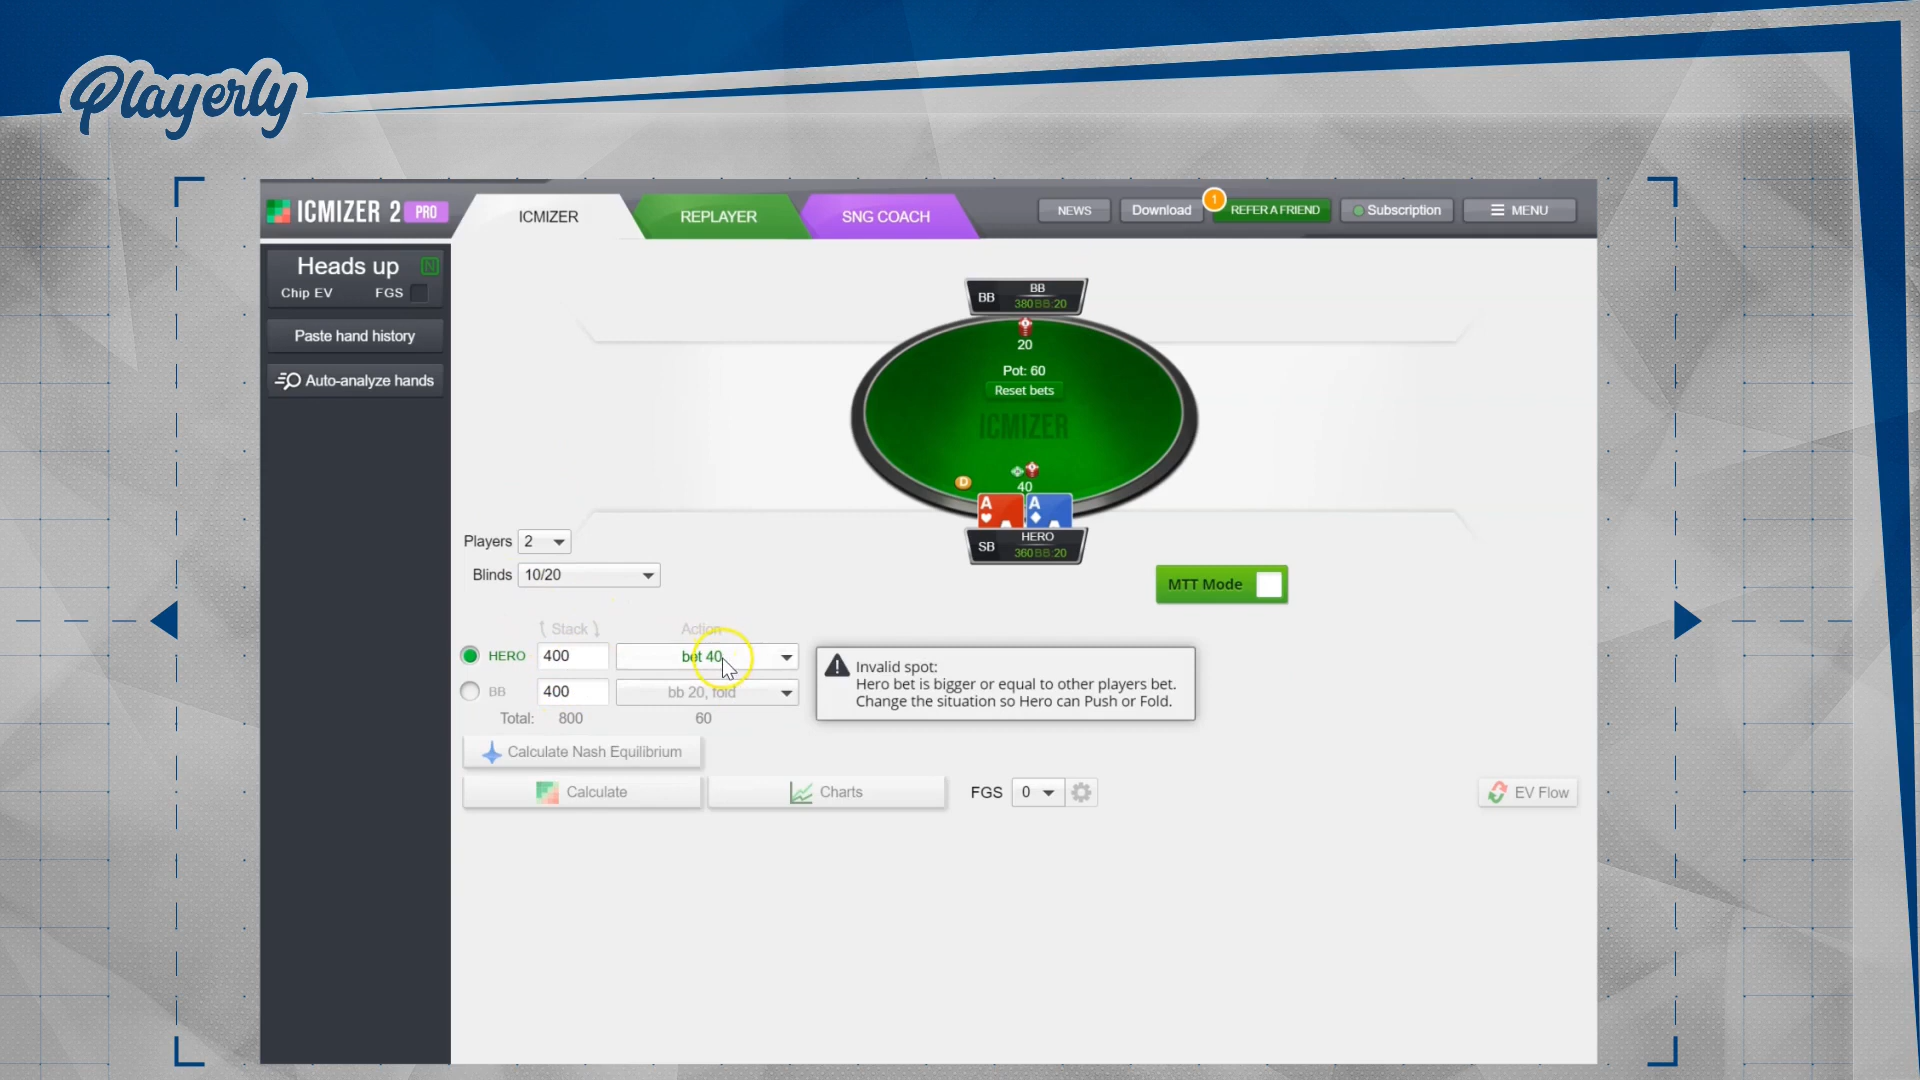 Playerly
ICMIZER 2 PRO
ICMIZER
REPLAYER
SNG COACH
NEWS
Download
1
REFER A FRIEND
Subscription
MENU
Heads up N
Chip EV FGS
Paste hand history
Auto-analyze hands
BB BB
380 BB:20
20
Pot: 60
Reset bets
ICMIZER
D
40
A A
SB HERO
360 BB:20
Players 2
Blinds 10/20
MTT Mode
Stack Action
HERO 400 bet 40
BB 400 bb 20, fold
Total: 800 60
Invalid spot:
Hero bet is bigger or equal to other players bet.
Change the situation so Hero can Push or Fold.
Calculate Nash Equilibrium
Calculate Charts FGS 0 EV Flow